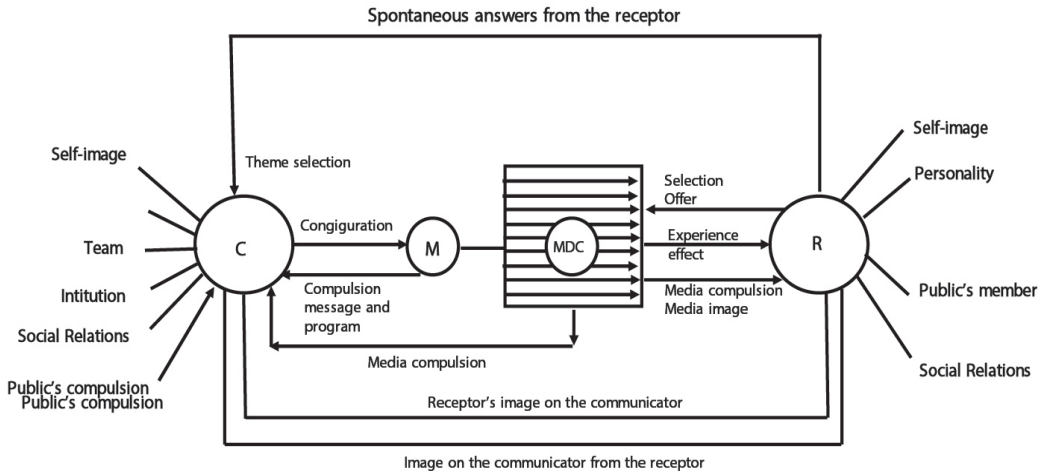 Spontaneous answers from the receptor
Self-image
Theme selection
Team
Intitution
Social Relations
Public's compulsion
Public's compulsion
C
Congiguration
M
Compulsion
message and
program
MDC
Media compulsion
Selection
Offer
Experience
effect
Media compulsion
Media image
R
Self-image
Personality
Public's member
Social Relations
Receptor's image on the communicator
Image on the communicator from the receptor